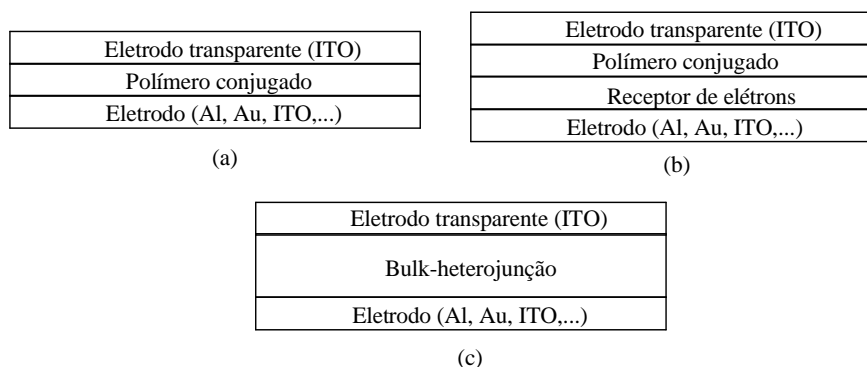 Eletrodo transparente (ITO)
Polímero conjugado
Eletrodo (Al, Au, ITO,...)
(a)
Eletrodo transparente (ITO)
Polímero conjugado
Receptor de elétrons
Eletrodo (Al, Au, ITO,...)
(b)
Eletrodo transparente (ITO)
Bulk-heterojunção
Eletrodo (Al, Au, ITO,...)
(c)